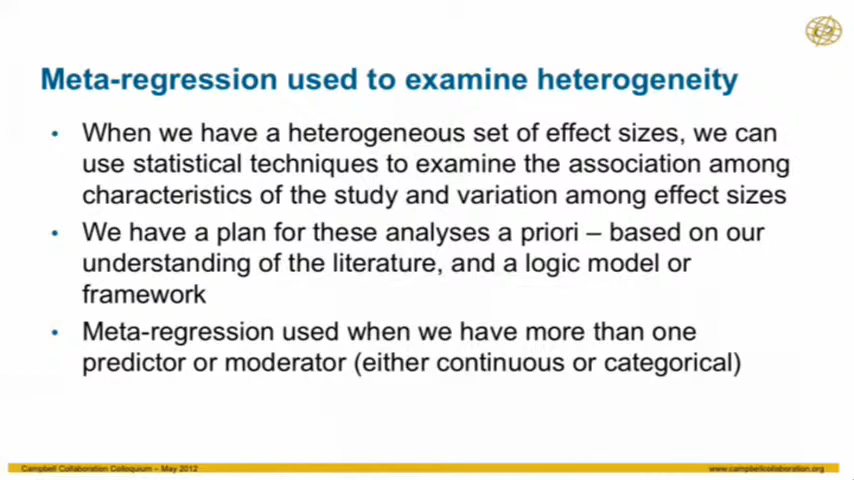 Meta-regression used to examine heterogeneity
• When we have a heterogeneous set of effect sizes, we can
use statistical techniques to examine the association among
characteristics of the study and variation among effect sizes
• We have a plan for these analyses a priori – based on our
understanding of the literature, and a logic model or
framework
• Meta-regression used when we have more than one
predictor or moderator (either continuous or categorical)
Campbell Collaboration Colloquium – May 2012
www.campbellcollaboration.org